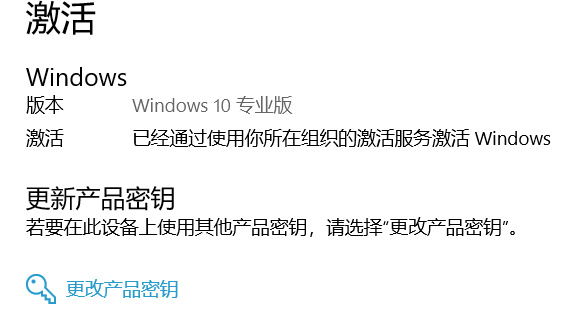 激活
Windows
版本 Windows 10 专业版
激活 已经通过使用你所在组织的激活服务激活 Windows
更新产品密钥
若要在此设备上使用其他产品密钥，请选择"更改产品密钥"。
更改产品密钥